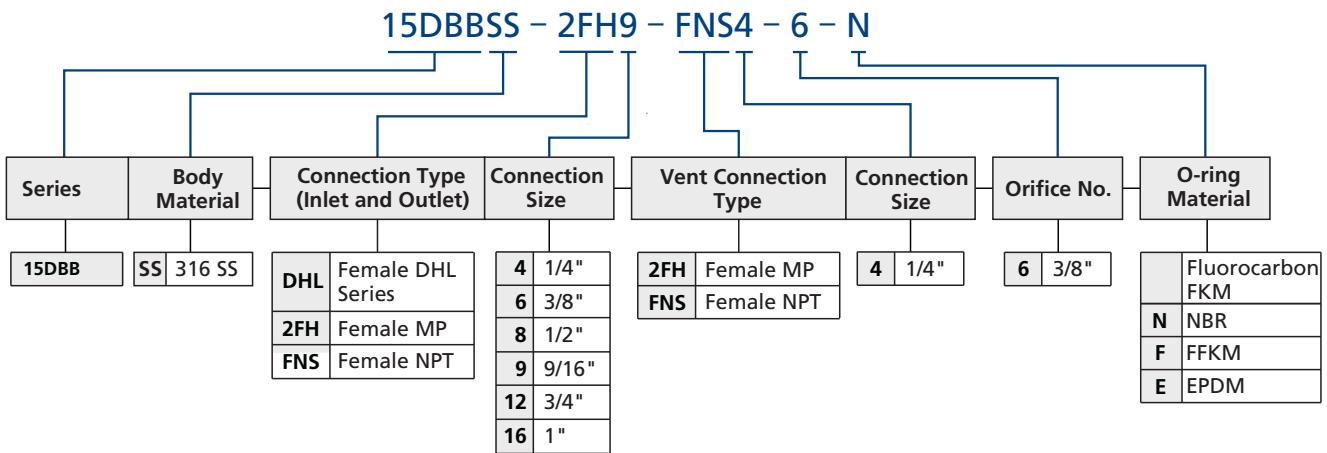 15DBBSS – 2FH9 – FNS4 – 6 – N
Series
Body
Material
Connection Type
(Inlet and Outlet)
Connection
Size
Vent Connection
Type
Connection
Size
Orifice No.
O-ring
Material
15DBB
SS 316 SS
DHL Female DHL
Series
2FH Female MP
FNS Female NPT
4 1/4"
6 3/8"
8 1/2"
9 9/16"
12 3/4"
16 1"
2FH Female MP
FNS Female NPT
4 1/4"
6 3/8"
Fluorocarbon
FKM
N NBR
F FFKM
E EPDM